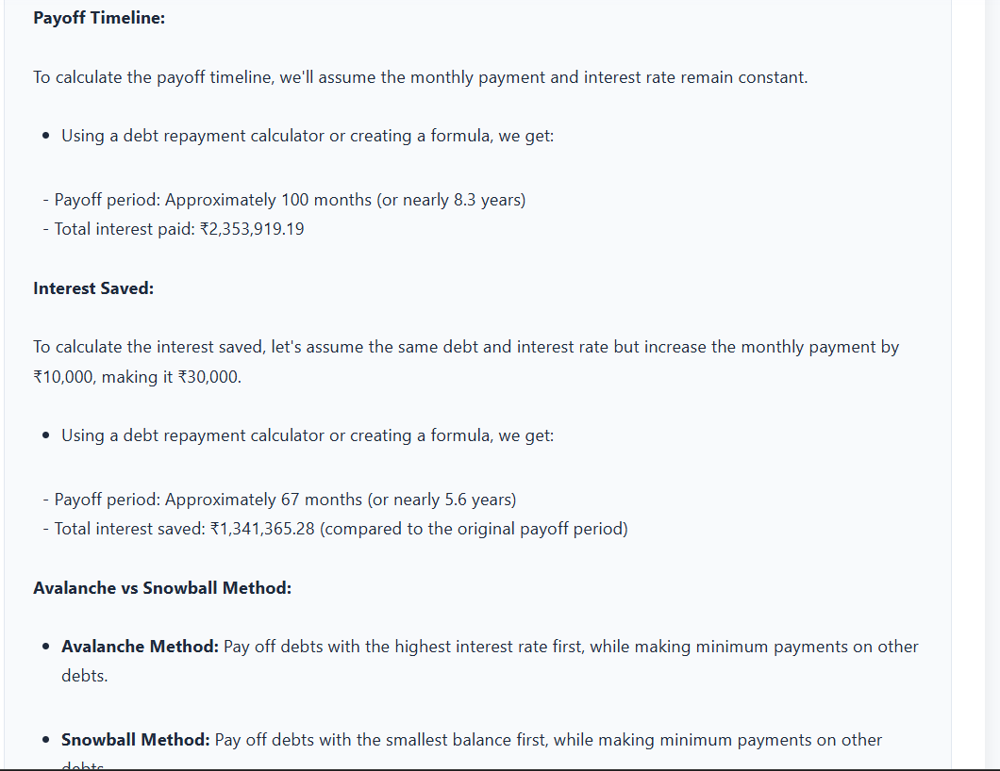 Payoff Timeline:
To calculate the payoff timeline, we'll assume the monthly payment and interest rate remain constant.
• Using a debt repayment calculator or creating a formula, we get:
- Payoff period: Approximately 100 months (or nearly 8.3 years)
- Total interest paid: ₹2,353,919.19
Interest Saved:
To calculate the interest saved, let's assume the same debt and interest rate but increase the monthly payment by
₹10,000, making it ₹30,000.
• Using a debt repayment calculator or creating a formula, we get:
- Payoff period: Approximately 67 months (or nearly 5.6 years)
- Total interest saved: ₹1,341,365.28 (compared to the original payoff period)
Avalanche vs Snowball Method:
• Avalanche Method: Pay off debts with the highest interest rate first, while making minimum payments on other
debts.
• Snowball Method: Pay off debts with the smallest balance first, while making minimum payments on other
debts